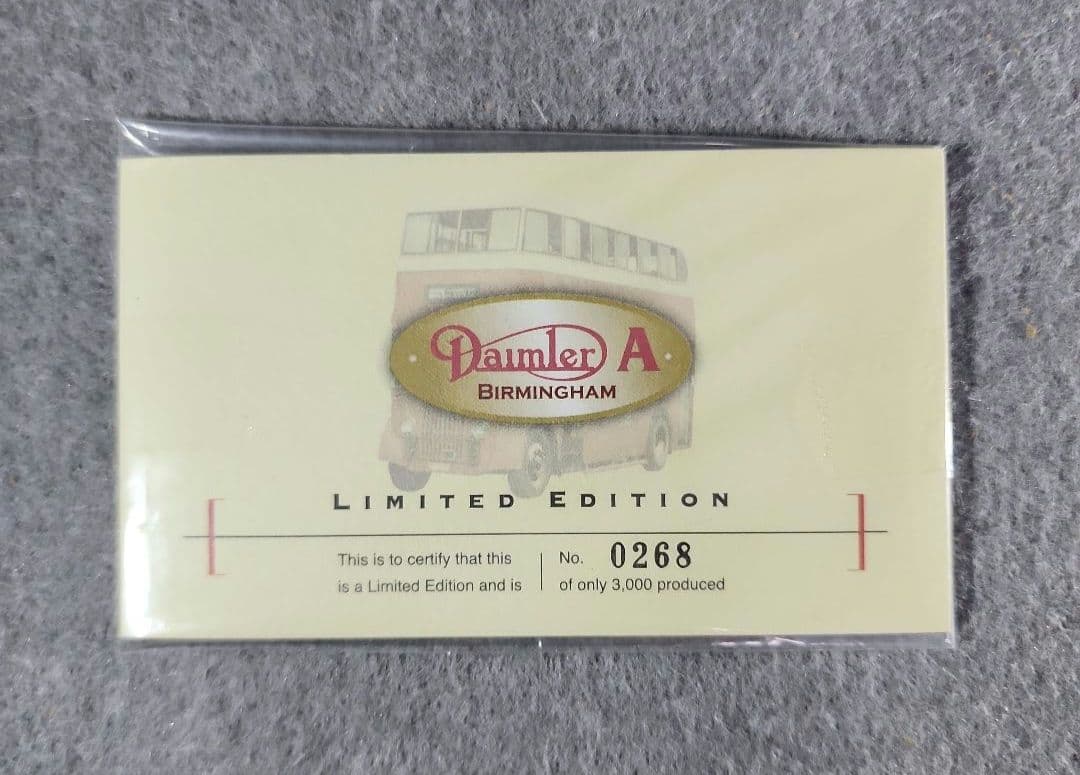 Daimler A
BIRMINGHAM
LIMITED EDITION
This is to certify that this
is a Limited Edition and is
No. 0268
of only 3,000 produced